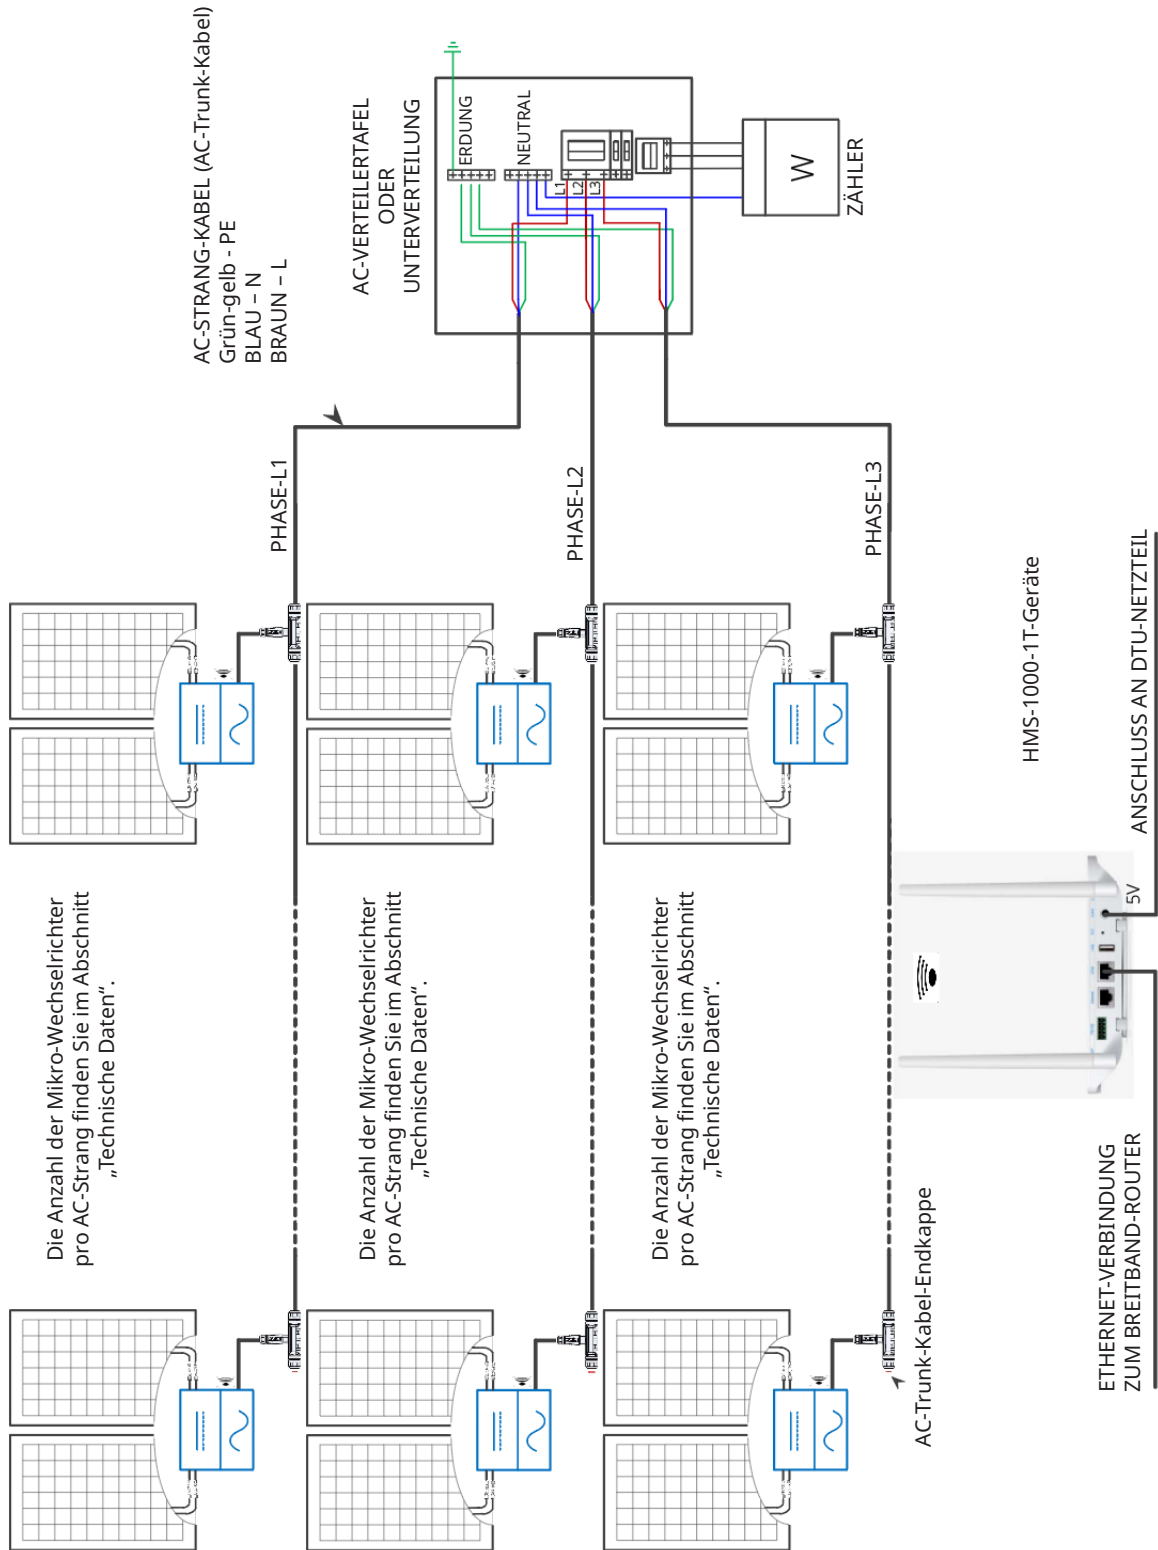 AC-STRANG-KABEL (AC-Trunk-Kabel)
Grün-gelb - PE
BLAU – N
BRAUN – L
AC-VERTEILERTAFEL
ODER
UNTERVERTEILUNG
ERDUNG
NEUTRAL
L1
L2
L3
W
ZÄHLER
PHASE-L1
PHASE-L2
PHASE-L3
Die Anzahl der Mikro-Wechselrichter
pro AC-Strang finden Sie im Abschnitt
„Technische Daten“.
Die Anzahl der Mikro-Wechselrichter
pro AC-Strang finden Sie im Abschnitt
„Technische Daten“.
Die Anzahl der Mikro-Wechselrichter
pro AC-Strang finden Sie im Abschnitt
„Technische Daten“.
HMS-1000-1T-Geräte
AC-Trunk-Kabel-Endkappe
5V
ANSCHLUSS AN DTU-NETZTEIL
ETHERNET-VERBINDUNG
ZUM BREITBAND-ROUTER